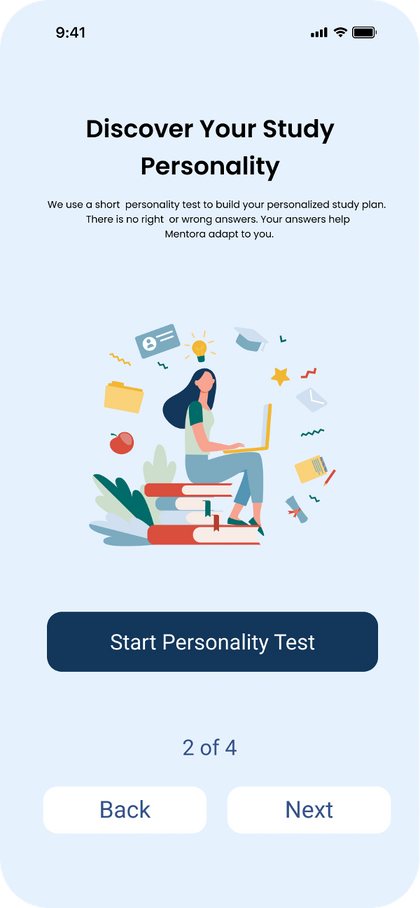 9:41
Discover Your Study
Personality
We use a short  personality test to build your personalized study plan.
There is no right  or wrong answers. Your answers help
Mentora adapt to you.
Start Personality Test
2 of 4
Back
Next